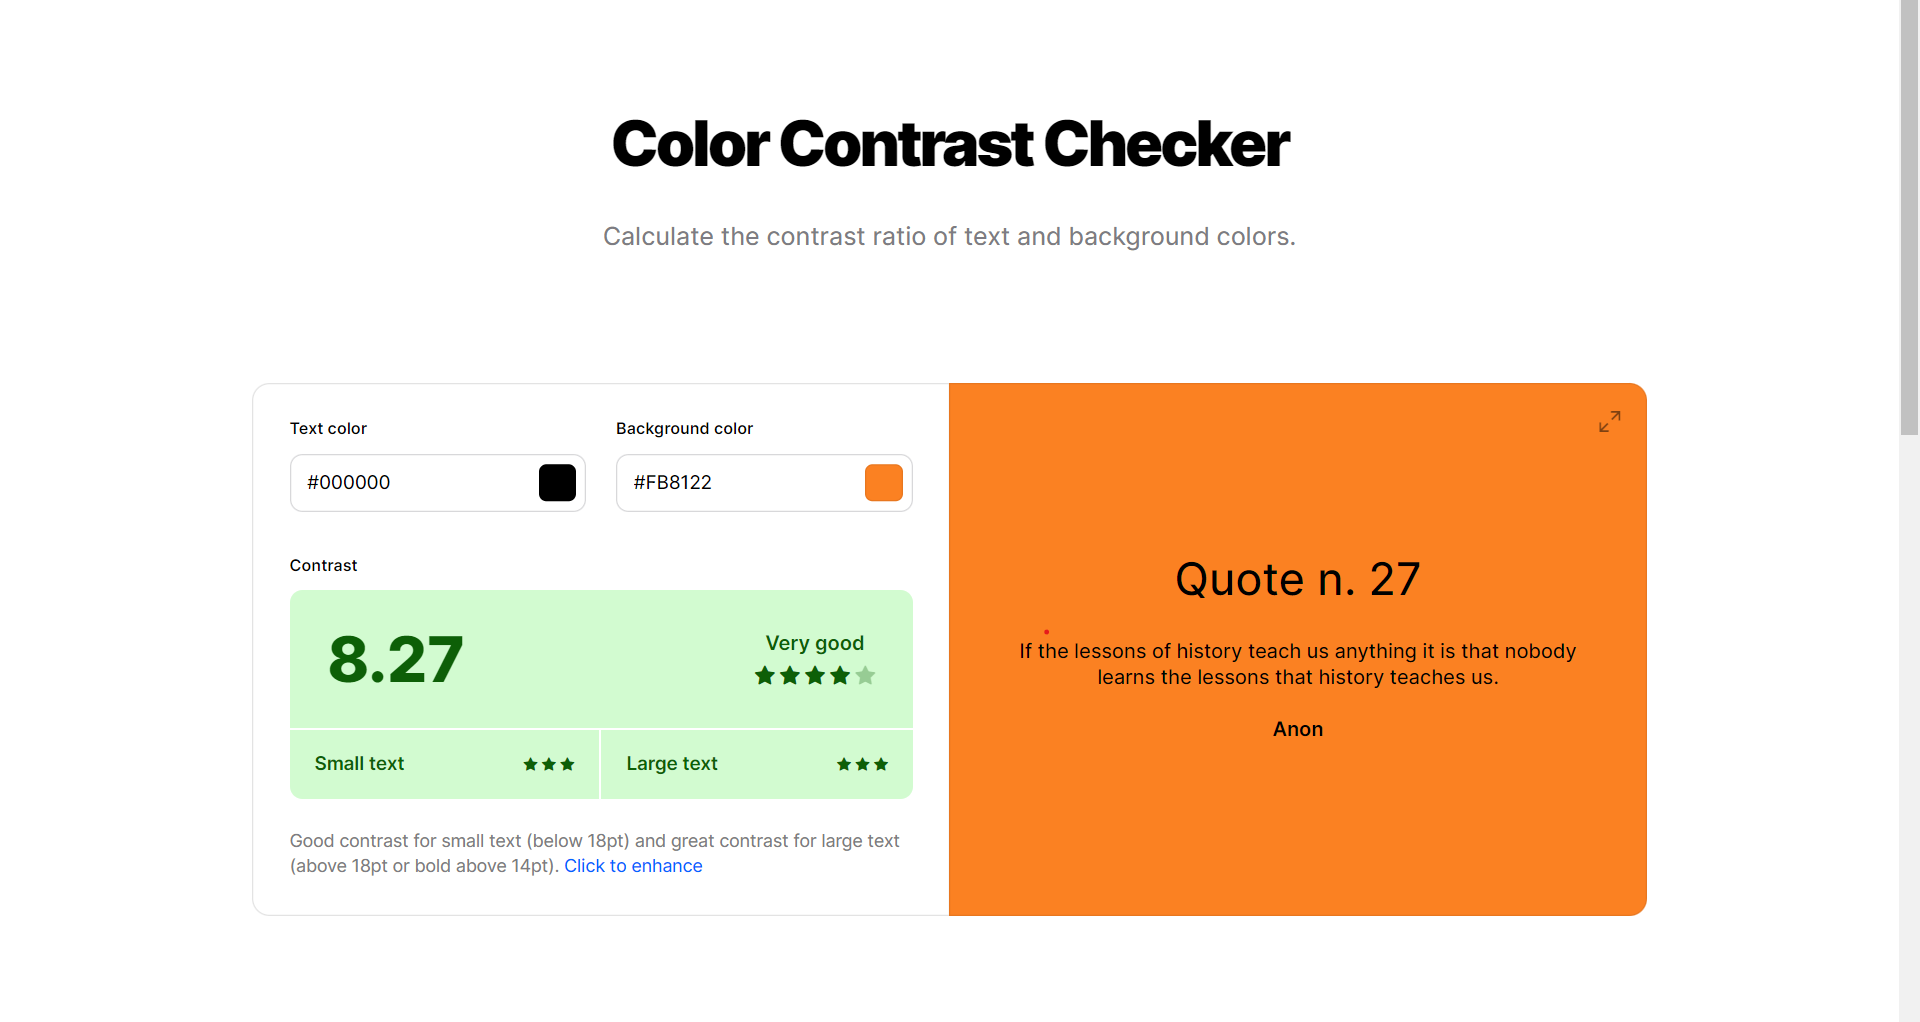 Color Contrast Checker
Calculate the contrast ratio of text and background colors.
Text color
Background color
#000000
#FB8122
Contrast
8.27
Very good
Small text
Large text
Good contrast for small text (below 18pt) and great contrast for large text
(above 18pt or bold above 14pt). Click to enhance
Quote n. 27
If the lessons of history teach us anything it is that nobody
learns the lessons that history teaches us.
Anon